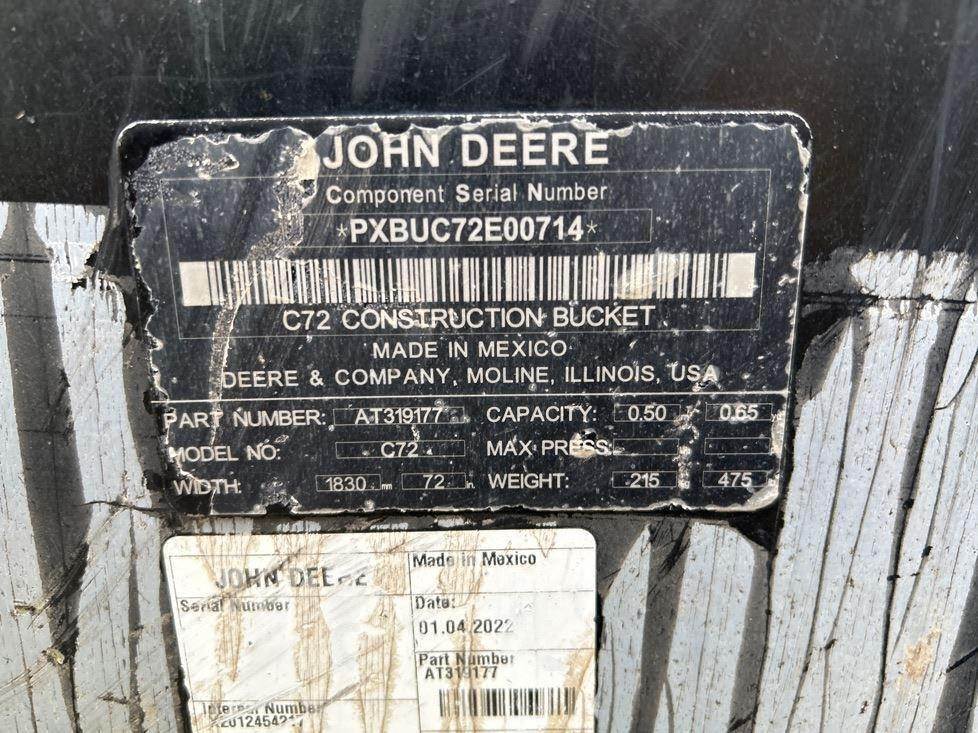 JOHN DEERE
Component Serial Number
*PXBUC72E00714*
C72 CONSTRUCTION BUCKET
MADE IN MEXICO
DEERE & COMPANY, MOLINE, ILLINOIS, USA
PART NUMBER: AT319177 CAPACITY: 0.50 0.65
MODEL NO: C72 MAX PRESS:
WIDTH: 1830 mm 72 in. WEIGHT: 215 475
JOHN DEERE Made in Mexico
Serial Number Date:
01.04.2022
Part Number
AT319177
Internal Number